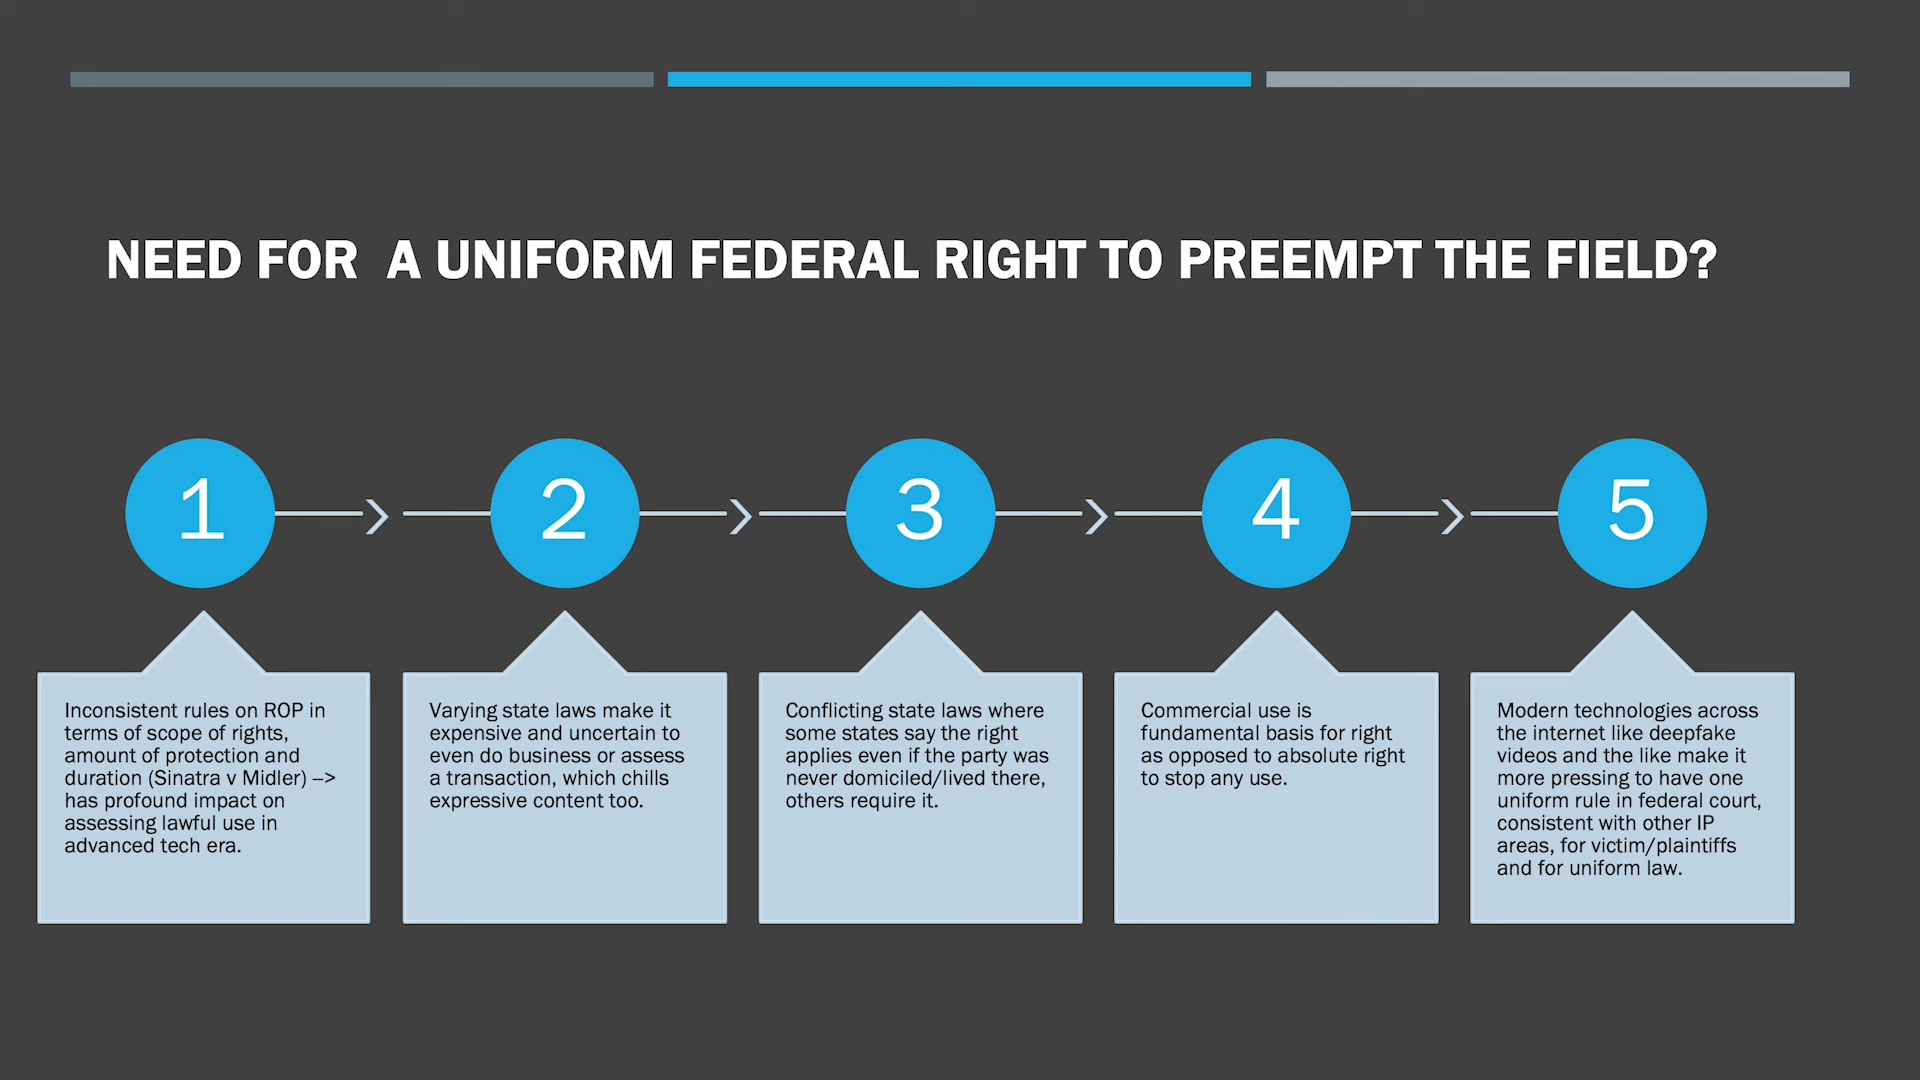 NEED FOR  A UNIFORM FEDERAL RIGHT TO PREEMPT THE FIELD?
1
2
3
4
5
Inconsistent rules on ROP in
terms of scope of rights,
amount of protection and
duration (Sinatra v Midler) –>
has profound impact on
assessing lawful use in
advanced tech era.
Varying state laws make it
expensive and uncertain to
even do business or assess
a transaction, which chills
expressive content too.
Conflicting state laws where
some states say the right
applies even if the party was
never domiciled/lived there,
others require it.
Commercial use is
fundamental basis for right
as opposed to absolute right
to stop any use.
Modern technologies across
the internet like deepfake
videos and the like make it
more pressing to have one
uniform rule in federal court,
consistent with other IP
areas, for victim/plaintiffs
and for uniform law.